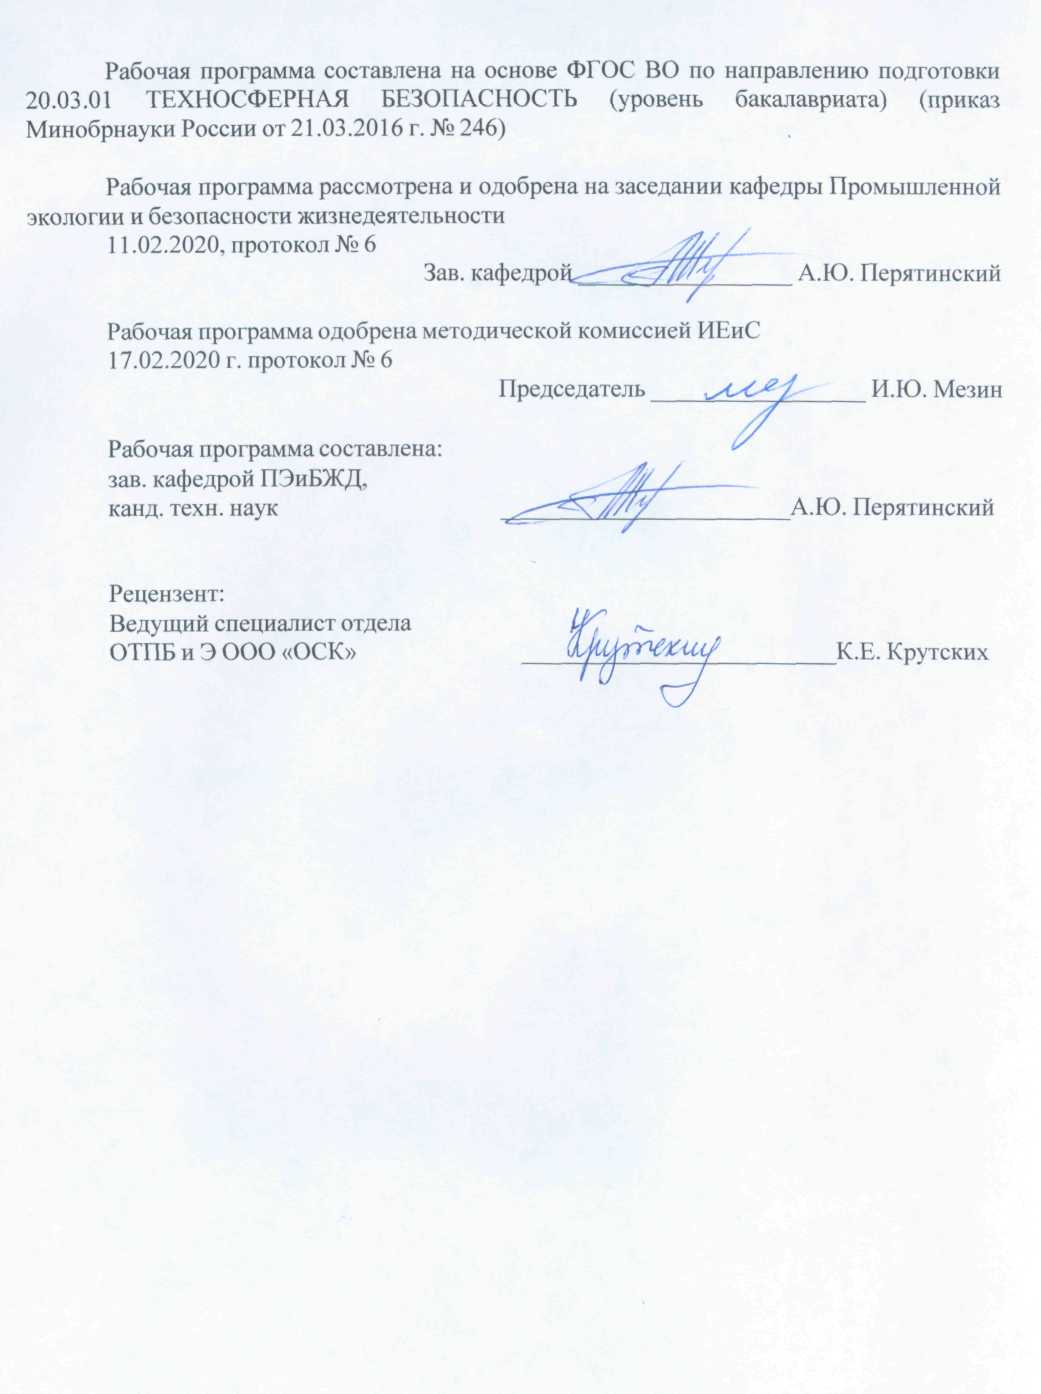 Рабочая программа составлена на основе ФГОС ВО по направлению подготовки
20.03.01 ТЕХНОСФЕРНАЯ БЕЗОПАСНОСТЬ (уровень бакалавриата) (приказ
Минобрнауки России от 21.03.2016 г. № 246)
Рабочая программа рассмотрена и одобрена на заседании кафедры Промышленной
экологии и безопасности жизнедеятельности
11.02.2020, протокол № 6
Зав. кафедрой А.Ю. Перятинский
Рабочая программа одобрена методической комиссией ИЕиС
17.02.2020 г. протокол № 6
Председатель И.Ю. Мезин
Рабочая программа составлена:
зав. кафедрой ПЭиБЖД,
канд. техн. наук А.Ю. Перятинский
Рецензент:
Ведущий специалист отдела
ОТПБ и Э ООО «ОСК» К.Е. Крутских